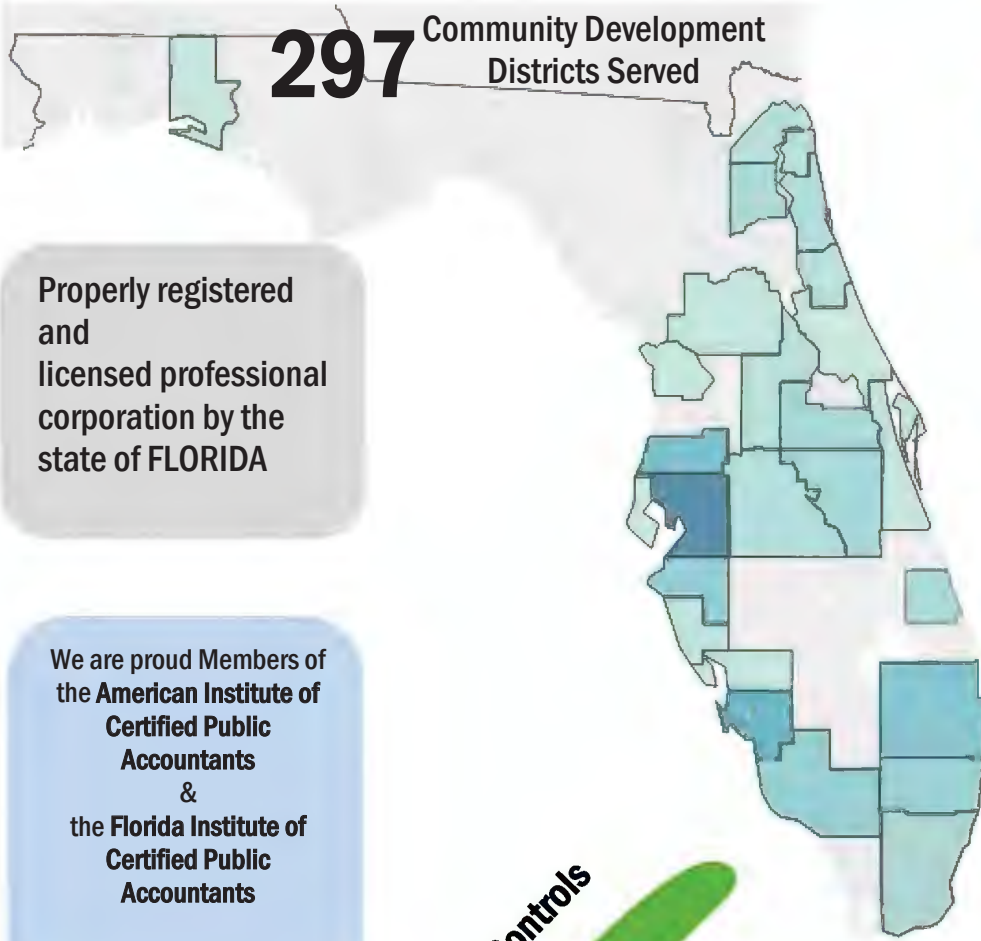 297
Community Development
Districts Served
Properly registered
and
licensed professional
corporation by the
state of FLORIDA
We are proud Members of
the American Institute of
Certified Public
Accountants
&
the Florida Institute of
Certified Public
Accountants